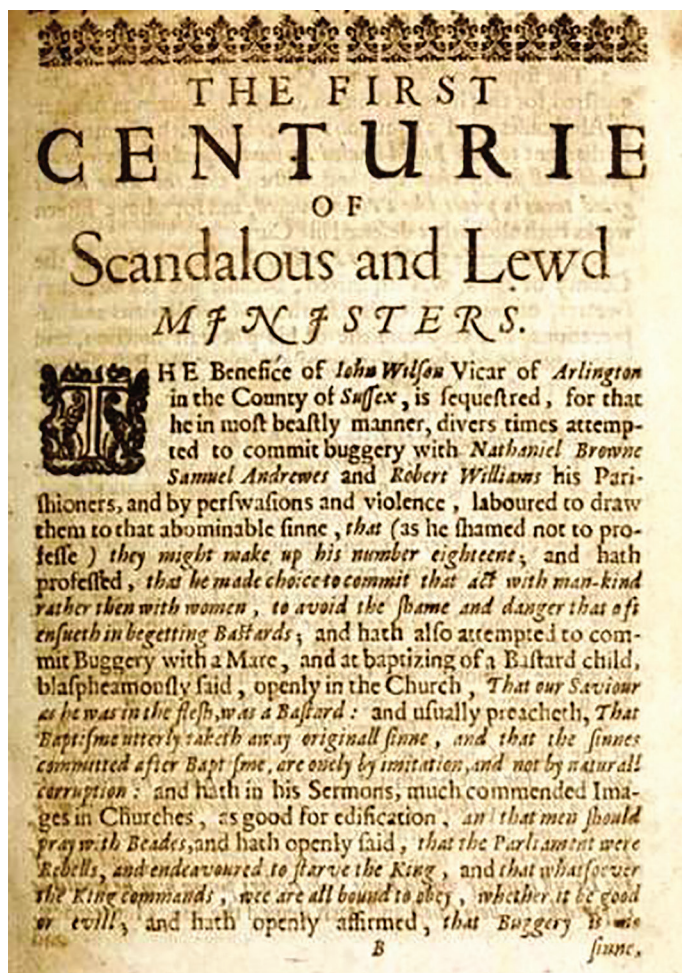 THE FIRST
CENTURIE
OF
Scandalous and Lewd
MINISTERS.
THE Benefice of Iohn Wilſon Vicar of Arlington
in the County of Suſſex, is ſequeſtred, for that
he in moſt beaſtly manner, divers times attemp-
ted to commit buggery with Nathaniel Browne
Samuel Andrewes and Robert Williams his Pari-
ſhioners, and by perſwaſions and violence, laboured to draw
them to that abominable ſinne, that (as he ſhamed not to pro-
feſſe) they might make up his number eighteene; and hath
profeſſed, that he made choice to commit that act with man-kind
rather then with women, to avoid the ſhame and danger that oft
enſueth in begetting Baſtards; and hath alſo attempted to com-
mit Buggery with a Mare, and at baptizing of a Baſtard child,
blaſpheamouſly ſaid, openly in the Church, That our Saviour
as he was in the fleſh, was a Baſtard: and uſually preacheth, That
Baptiſme utterly taketh away originall ſinne, and that the ſinnes
committed after Bapt ſme, are onely by imitation, and not by naturall
corruption: and hath in his Sermons, much commended Ima-
ges in Churches, as good for edification, an that men ſhould
pray with Beades, and hath openly ſaid, that the Parliament were
Rebells, and endeavoured to ſtarve the King, and that whatſoever
the King commands, wee are all bound to obey, whether it be good
or evill; and hath openly affirmed, that Buggery is no
B ſinne,